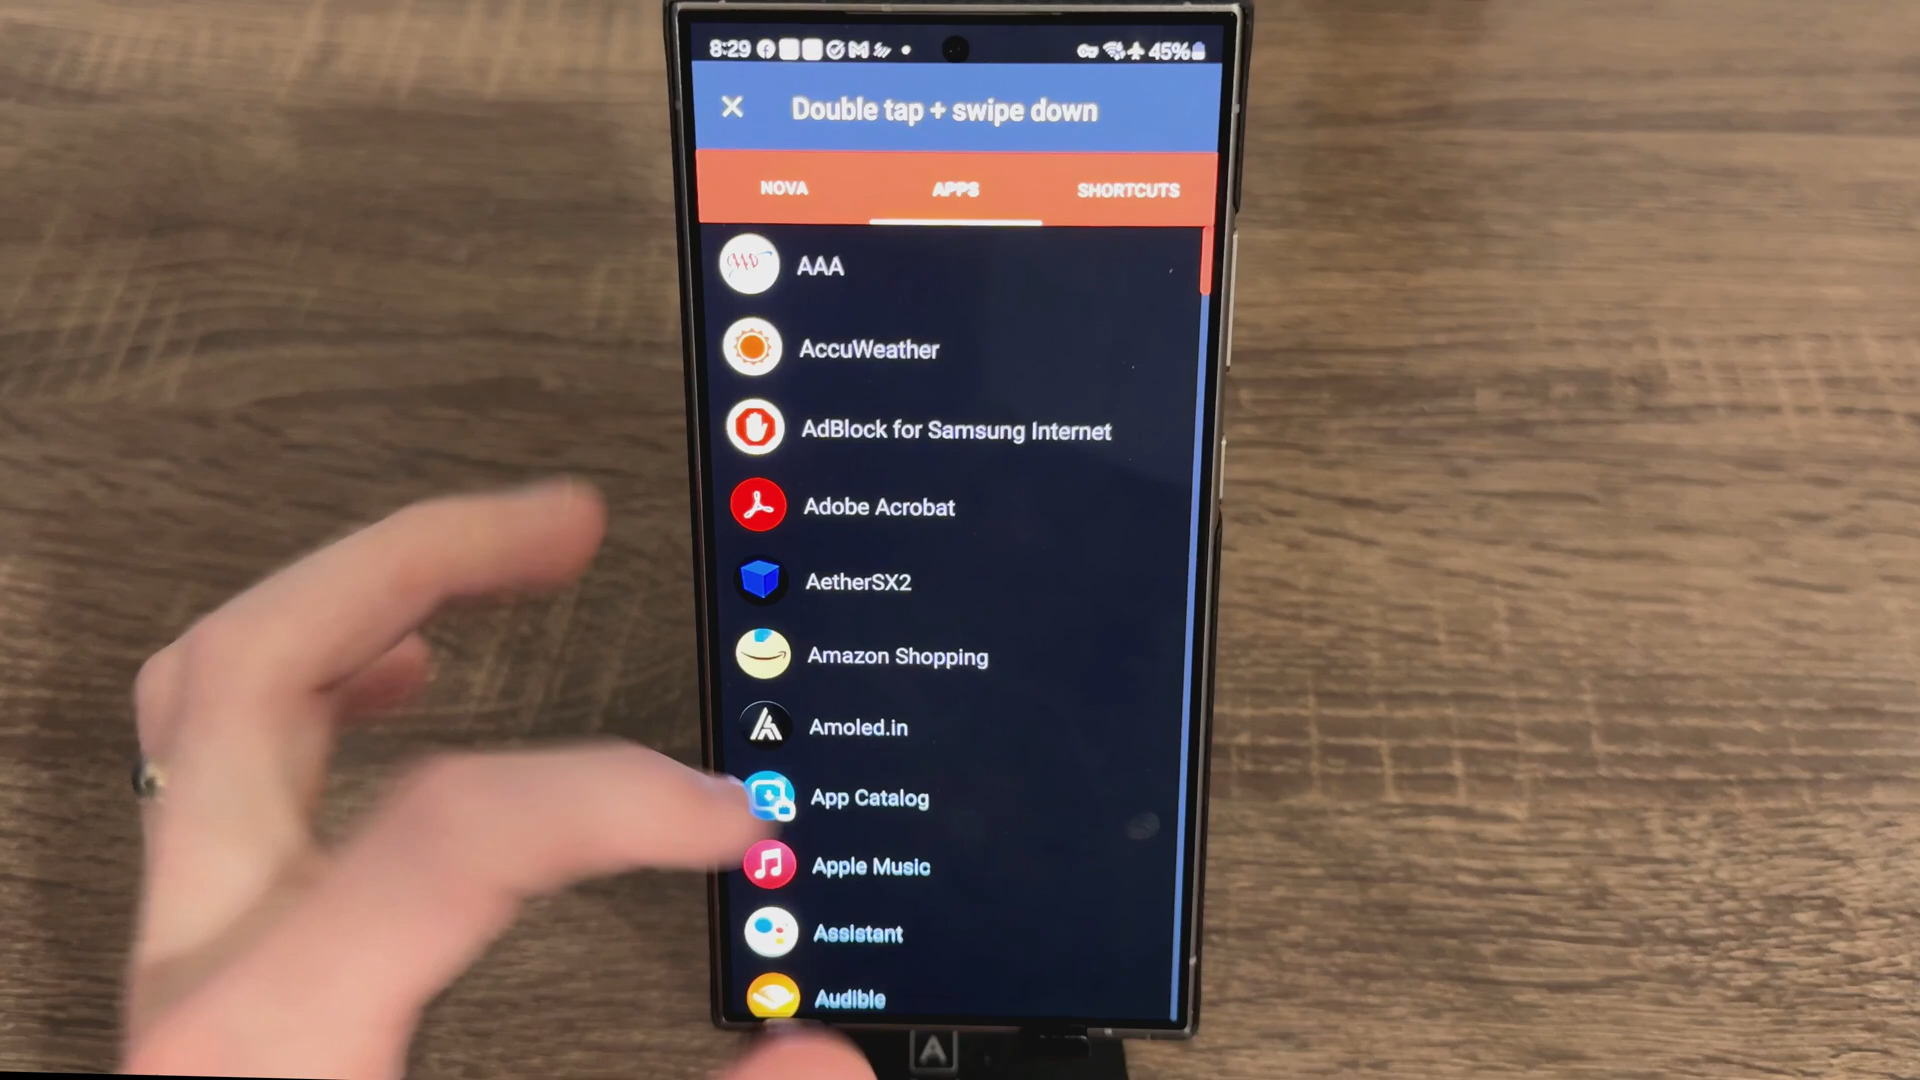 8:29 45%
Double tap + swipe down
NOVA APPS SHORTCUTS
AAA
AccuWeather
AdBlock for Samsung Internet
Adobe Acrobat
AetherSX2
Amazon Shopping
Amoled.in
App Catalog
Apple Music
Assistant
Audible